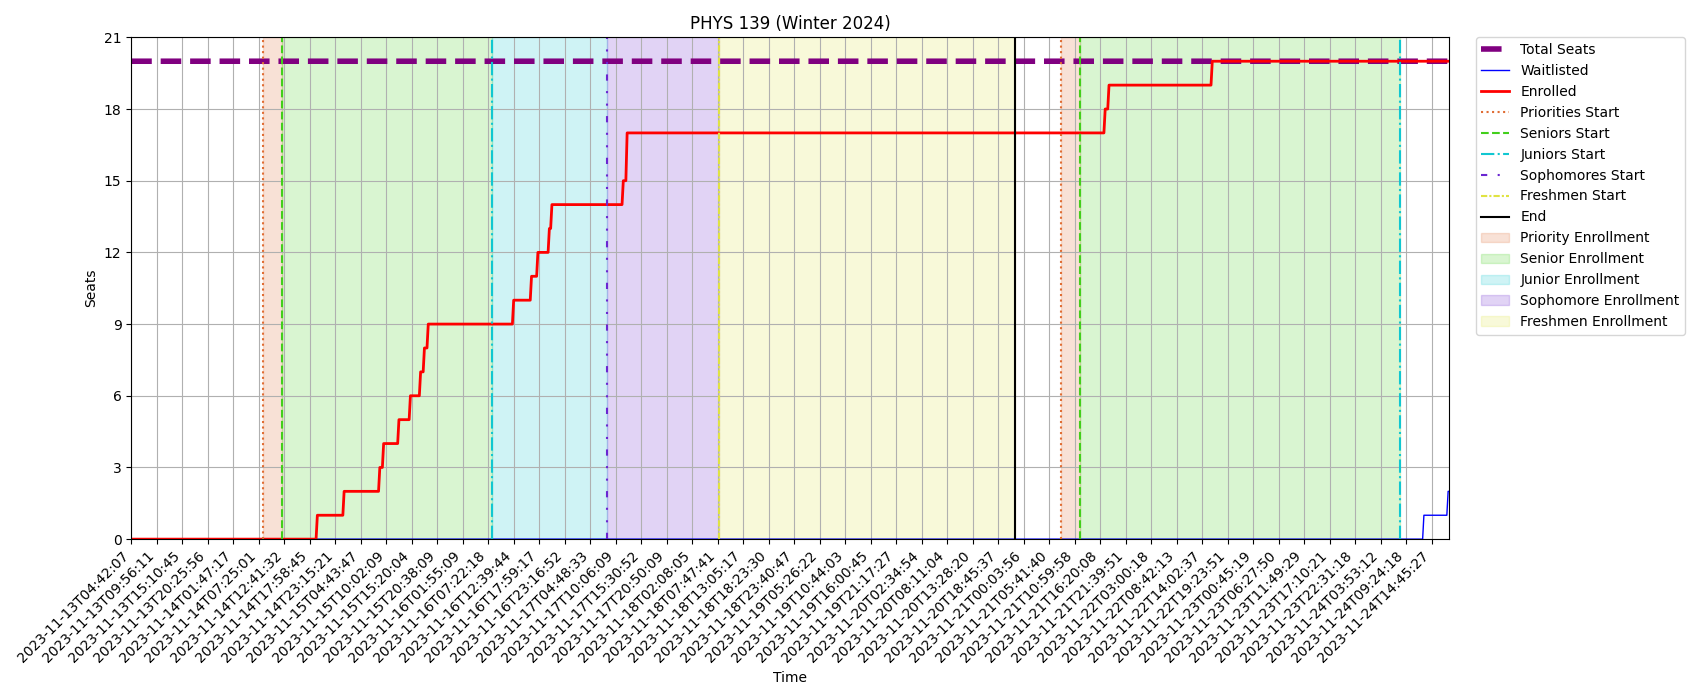 PHYS 139 (Winter 2024)
21
18
15
12
9
6
3
0
Seats
2023-11-13T04:42:07
2023-11-13T09:56:11
2023-11-13T15:10:45
2023-11-13T20:25:56
2023-11-14T01:47:17
2023-11-14T07:25:01
2023-11-14T12:41:32
2023-11-14T17:58:45
2023-11-14T23:15:21
2023-11-15T04:43:47
2023-11-15T10:02:09
2023-11-15T15:20:04
2023-11-15T20:38:09
2023-11-16T01:55:09
2023-11-16T07:22:18
2023-11-16T12:39:44
2023-11-16T17:59:17
2023-11-16T23:16:52
2023-11-17T04:48:33
2023-11-17T10:06:09
2023-11-17T15:30:52
2023-11-17T20:50:09
2023-11-18T02:08:05
2023-11-18T07:47:41
2023-11-18T13:05:17
2023-11-18T18:23:30
2023-11-18T23:40:47
2023-11-19T05:26:22
2023-11-19T10:44:03
2023-11-19T16:00:45
2023-11-19T21:17:27
2023-11-20T02:34:54
2023-11-20T08:11:04
2023-11-20T13:28:20
2023-11-20T18:45:37
2023-11-21T00:03:56
2023-11-21T05:41:40
2023-11-21T10:59:58
2023-11-21T16:20:08
2023-11-21T21:39:51
2023-11-22T03:00:18
2023-11-22T08:42:13
2023-11-22T14:02:37
2023-11-22T19:23:51
2023-11-23T00:45:19
2023-11-23T06:27:50
2023-11-23T11:49:29
2023-11-23T17:10:21
2023-11-23T22:31:18
2023-11-24T03:53:12
2023-11-24T09:24:18
2023-11-24T14:45:27
Time
Total Seats
Waitlisted
Enrolled
Priorities Start
Seniors Start
Juniors Start
Sophomores Start
Freshmen Start
End
Priority Enrollment
Senior Enrollment
Junior Enrollment
Sophomore Enrollment
Freshmen Enrollment